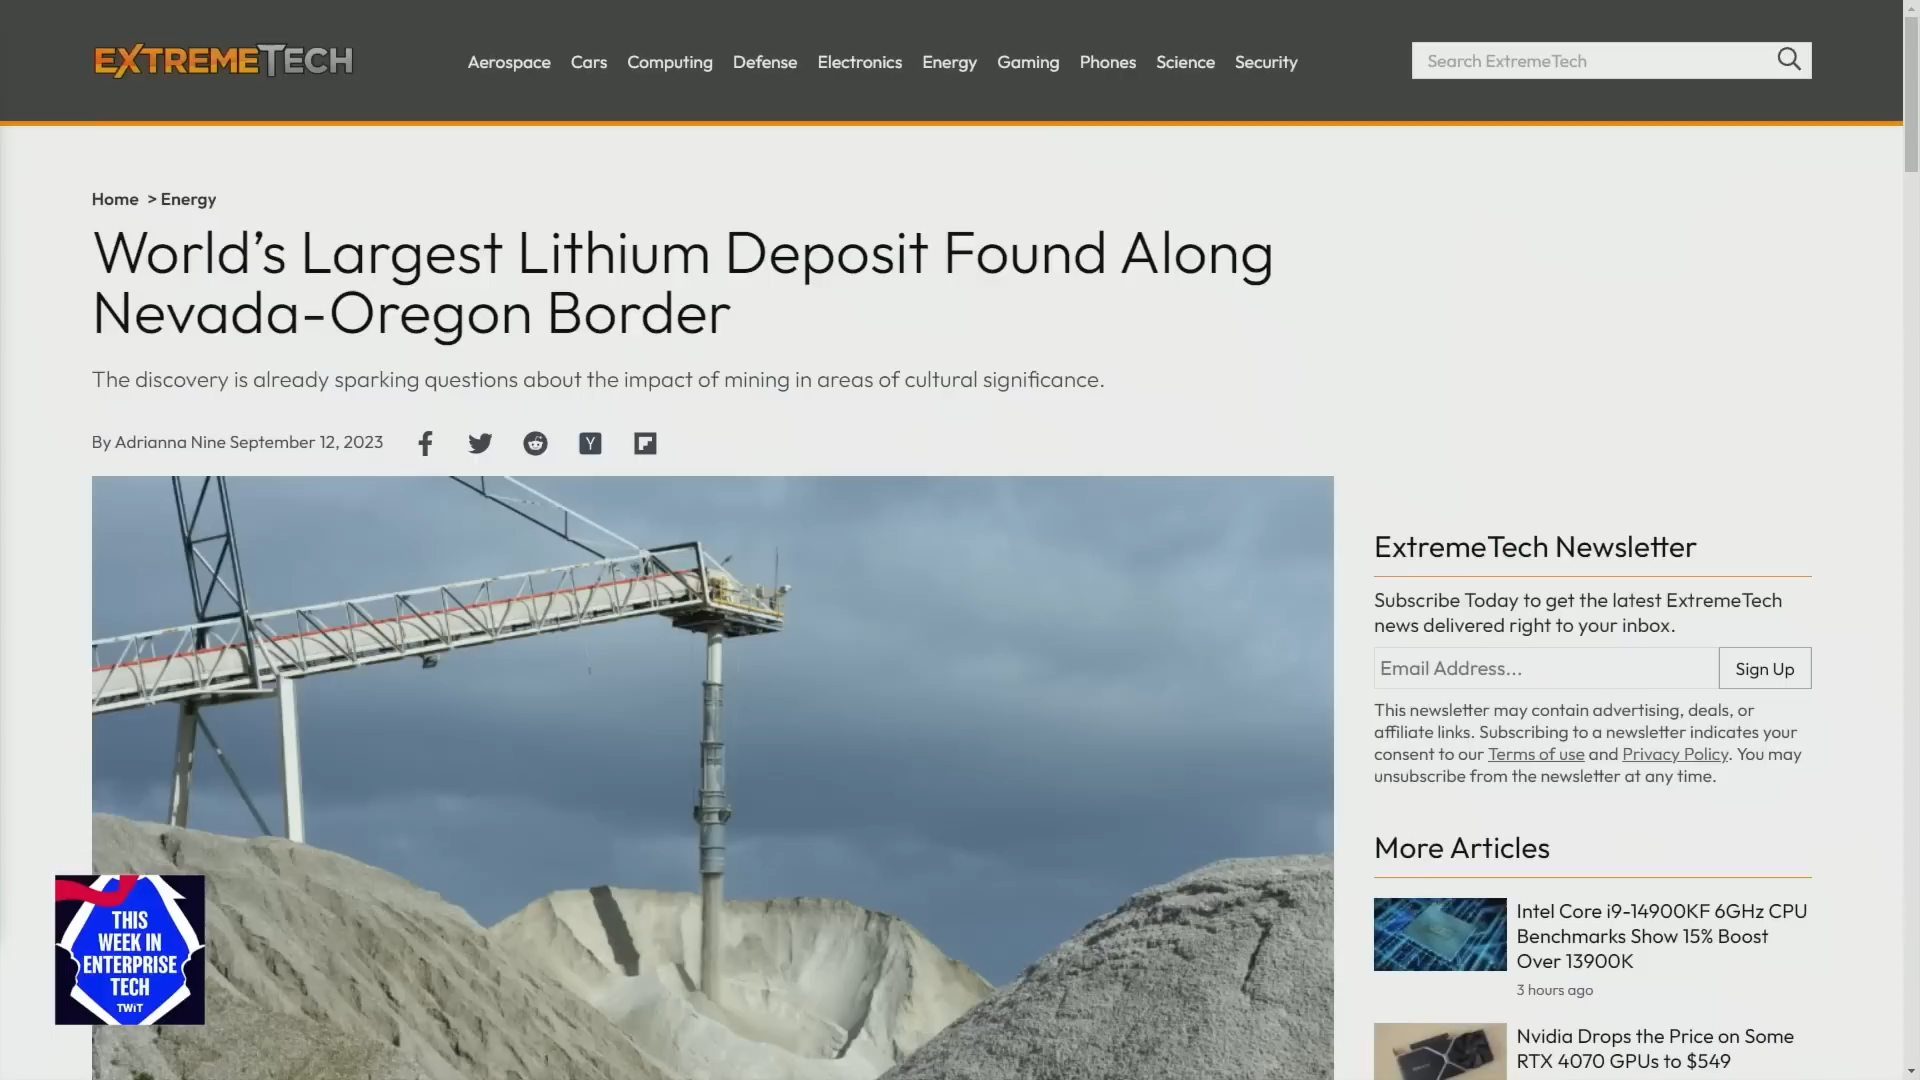 EXTREMETECH
Aerospace Cars Computing Defense Electronics Energy Gaming Phones Science Security
Search ExtremeTech
Home > Energy
World’s Largest Lithium Deposit Found Along
Nevada-Oregon Border
The discovery is already sparking questions about the impact of mining in areas of cultural significance.
By Adrianna Nine September 12, 2023
Y
ExtremeTech Newsletter
Subscribe Today to get the latest ExtremeTech
news delivered right to your inbox.
Email Address... Sign Up
This newsletter may contain advertising, deals, or
affiliate links. Subscribing to a newsletter indicates your
consent to our Terms of use and Privacy Policy. You may
unsubscribe from the newsletter at any time.
More Articles
Intel Core i9-14900KF 6GHz CPU
Benchmarks Show 15% Boost
Over 13900K
3 hours ago
Nvidia Drops the Price on Some
RTX 4070 GPUs to $549
THIS
WEEK IN
ENTERPRISE
TECH
TWiT